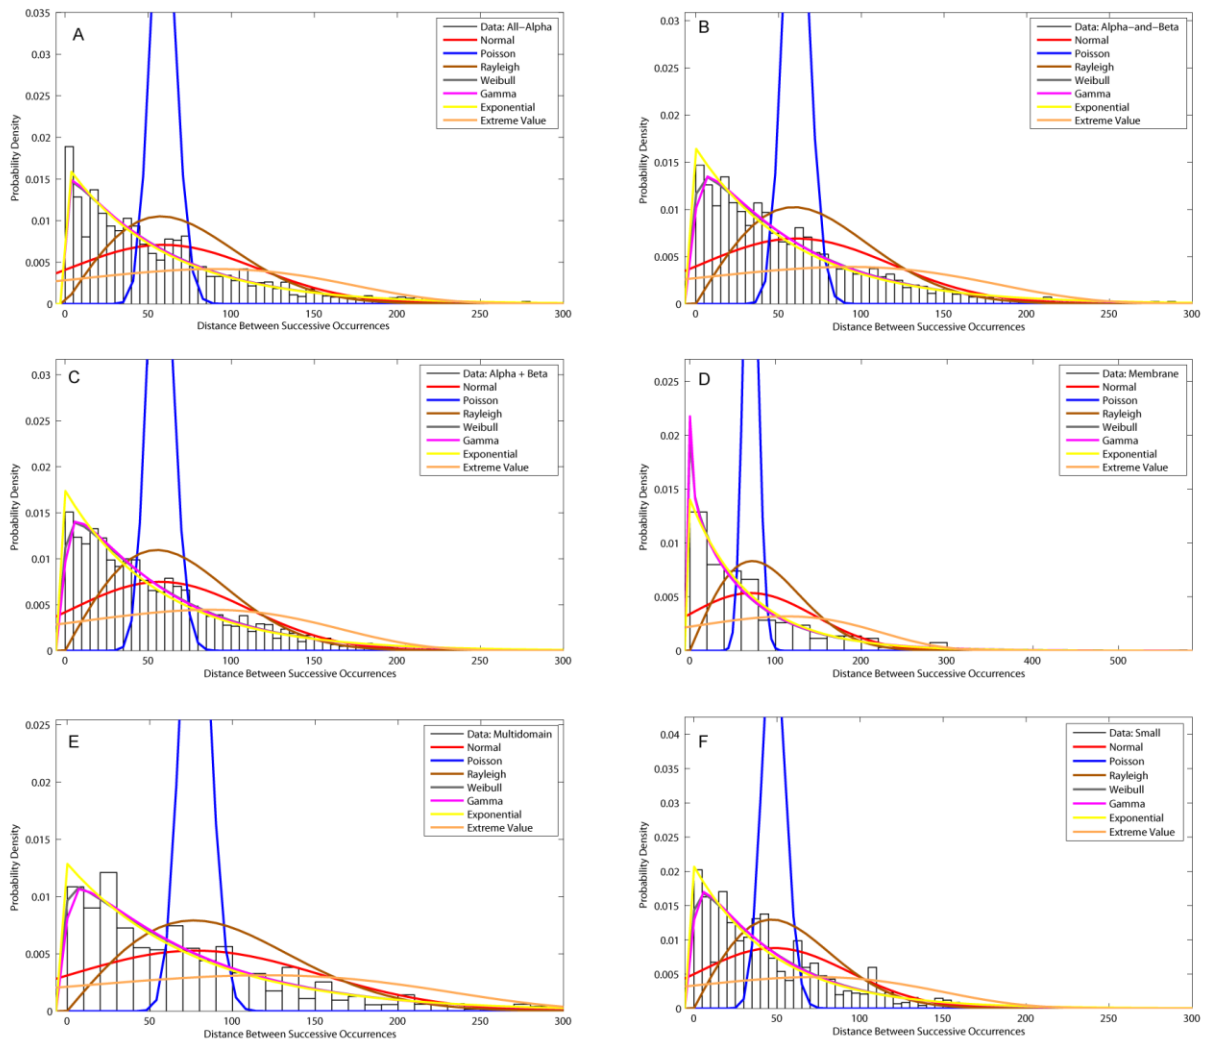 A
Data: All-Alpha
Normal
Poisson
Rayleigh
Weibull
Gamma
Exponential
Extreme Value
Probability Density
0.035
0.03
0.025
0.02
0.015
0.01
0.005
0
0 50 100 150 200 250 300
Distance Between Successive Occurrences
B
Data: Alpha-and-Beta
Normal
Poisson
Rayleigh
Weibull
Gamma
Exponential
Extreme Value
Probability Density
0.03
0.025
0.02
0.015
0.01
0.005
0
0 50 100 150 200 250 300
Distance Between Successive Occurrences
C
Data: Alpha + Beta
Normal
Poisson
Rayleigh
Weibull
Gamma
Exponential
Extreme Value
Probability Density
0.03
0.025
0.02
0.015
0.01
0.005
0
0 50 100 150 200 250 300
Distance Between Successive Occurrences
D
Data: Membrane
Normal
Poisson
Rayleigh
Weibull
Gamma
Exponential
Extreme Value
Probability Density
0.025
0.02
0.015
0.01
0.005
0
0 100 200 300 400 500
Distance Between Successive Occurrences
E
Data: Multidomain
Normal
Poisson
Rayleigh
Weibull
Gamma
Exponential
Extreme Value
Probability Density
0.025
0.02
0.015
0.01
0.005
0
0 50 100 150 200 250 300
Distance Between Successive Occurrences
F
Data: Small
Normal
Poisson
Rayleigh
Weibull
Gamma
Exponential
Extreme Value
Probability Density
0.04
0.035
0.03
0.025
0.02
0.015
0.01
0.005
0
0 50 100 150 200 250 300
Distance Between Successive Occurrences